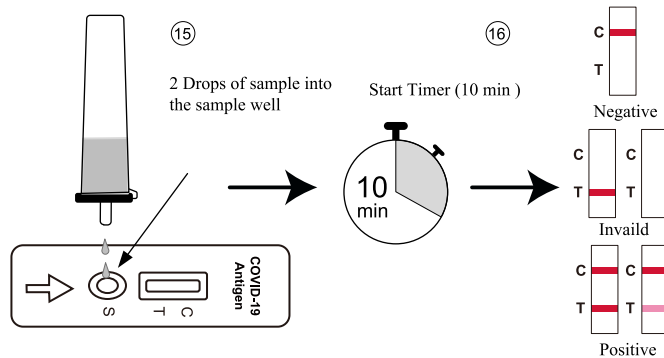 15
2 Drops of sample into
the sample well
COVID-19
Antigen
S
T C
Start Timer (10 min )
10
min
16
C
T
Negative
C C
T T
Invaild
C C
T T
Positive